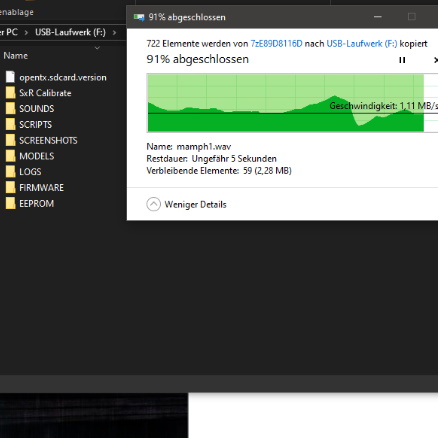 enablage
91% abgeschlossen
er PC > USB-Laufwerk (F:) >
722 Elemente werden von 7zE89D8116D nach USB-Laufwerk (F:) kopiert
91% abgeschlossen
Name
opentx.sdcard.version
SxR Calibrate
SOUNDS
SCRIPTS
SCREENSHOTS
MODELS
LOGS
FIRMWARE
EEPROM
Geschwindigkeit: 1,11 MB/s
Name: mamph1.wav
Restdauer: Ungefähr 5 Sekunden
Verbleibende Elemente: 59 (2,28 MB)
Weniger Details